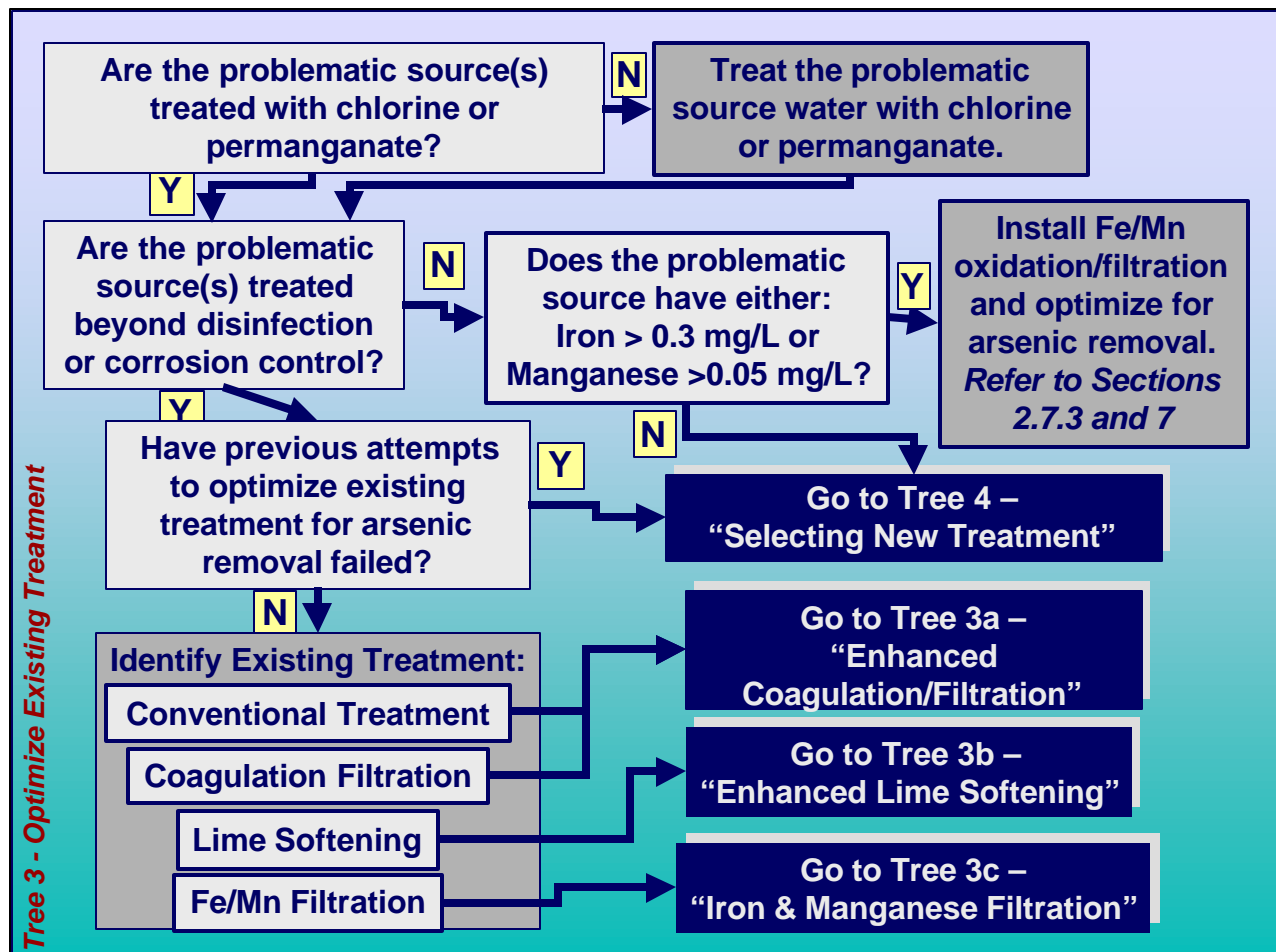 Are the problematic source(s)
treated with chlorine or
permanganate?
N
Treat the problematic
source water with chlorine
or permanganate.
Y
Are the problematic
source(s) treated
beyond disinfection
or corrosion control?
N
Does the problematic
source have either:
Iron > 0.3 mg/L or
Manganese >0.05 mg/L?
Y
Install Fe/Mn
oxidation/filtration
and optimize for
arsenic removal.
Refer to Sections
2.7.3 and 7
Y
N
Have previous attempts
to optimize existing
treatment for arsenic
removal failed?
Y
Go to Tree 4 –
“Selecting New Treatment”
N
Identify Existing Treatment:
Conventional Treatment
Coagulation Filtration
Lime Softening
Fe/Mn Filtration
Go to Tree 3a –
“Enhanced
Coagulation/Filtration”
Go to Tree 3b –
“Enhanced Lime Softening”
Go to Tree 3c –
“Iron & Manganese Filtration”
Tree 3 - Optimize Existing Treatment